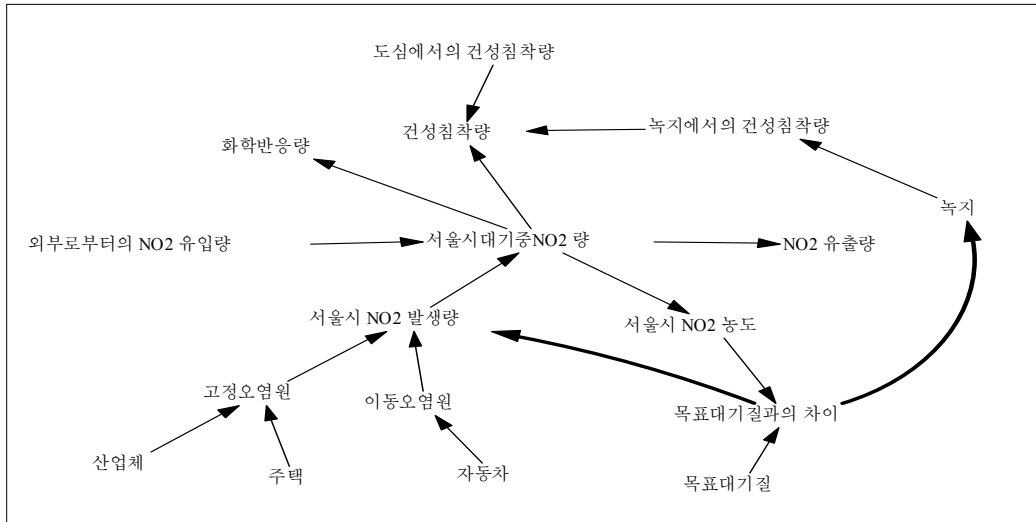 도심에서의 건성침착량
건성침착량
녹지에서의 건성침착량
화학반응량
녹지
외부로부터의 NO2 유입량
서울시대기중NO2 량
NO2 유출량
서울시 NO2 발생량
서울시 NO2 농도
고정오염원
이동오염원
목표대기질과의 차이
산업체
주택
자동차
목표대기질